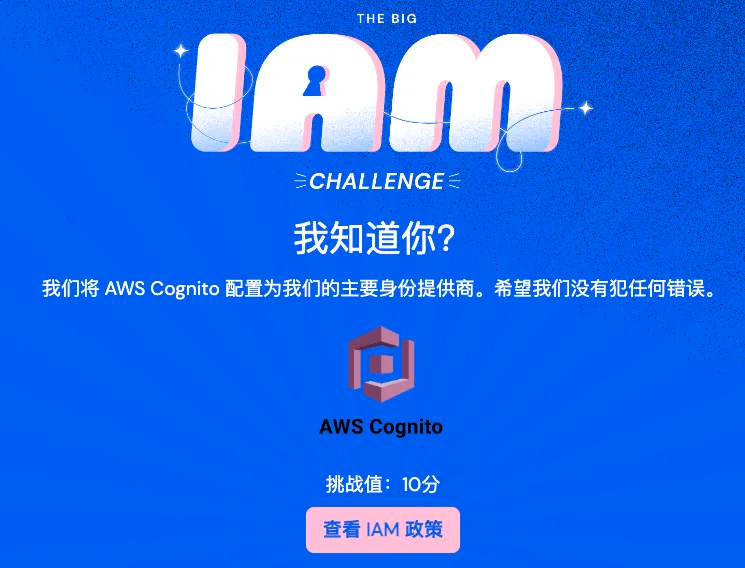 THE BIG
IAM
CHALLENGE
我知道你?
我们将 AWS Cognito 配置为我们的主要身份提供商。希望我们没有犯任何错误。
AWS Cognito
挑战值：10分
查看 IAM 政策